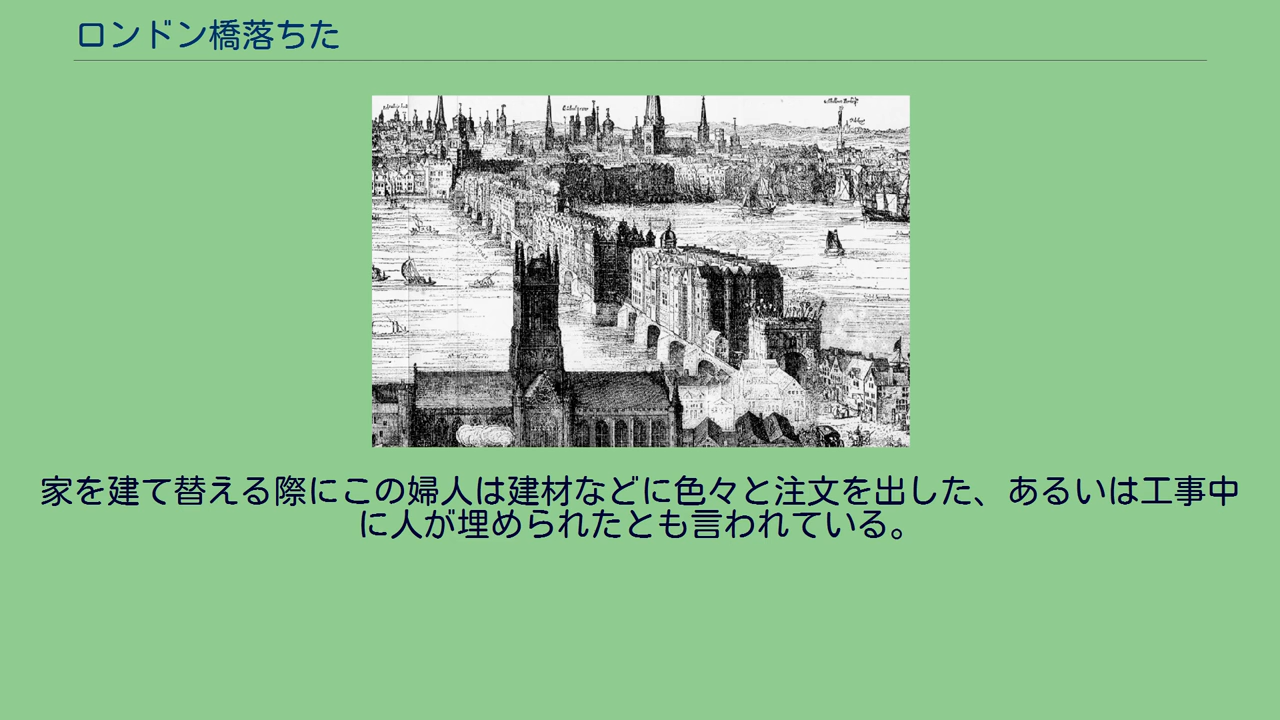 ロンドン橋落ちた
家を建て替える際にこの婦人は建材などに色々と注文を出した、あるいは工事中
に人が埋められたとも言われている。